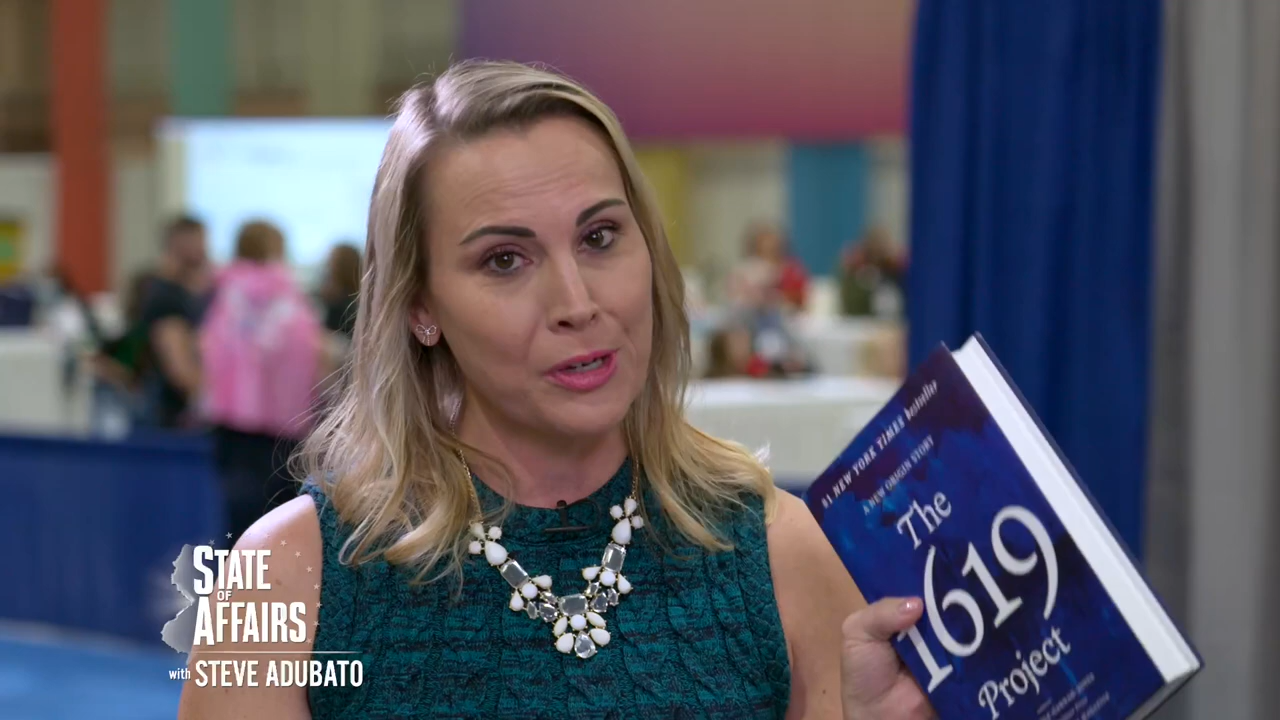 #1 NEW YORK TIMES bestseller
A NEW ORIGIN STORY
The
1619
Project
STATE
OF
AFFAIRS
with STEVE ADUBATO